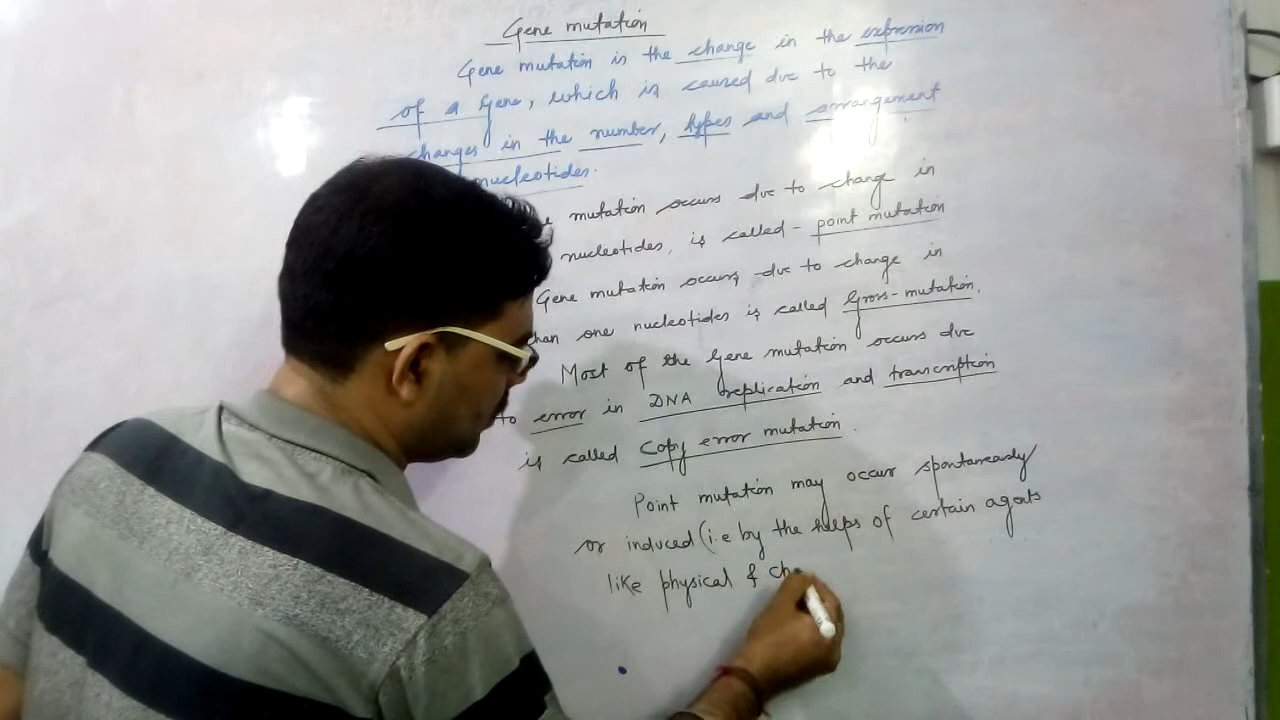 Gene mutation
Gene mutation is the change in the expression
of a Gene, which is caused due to the
changes in the number, types and arrangement
nucleotides.
mutation occurs due to change in
nucleotides, is called - point mutation
Gene mutation occurs, due to change in
than one nucleotides is called Gross-mutation.
Most of the Gene mutation occurs due
to error in DNA replication and transcription
is called Copy error mutation.
Point mutation may occur spontaneously
or induced (i.e by the helps of certain agents
like physical & ch